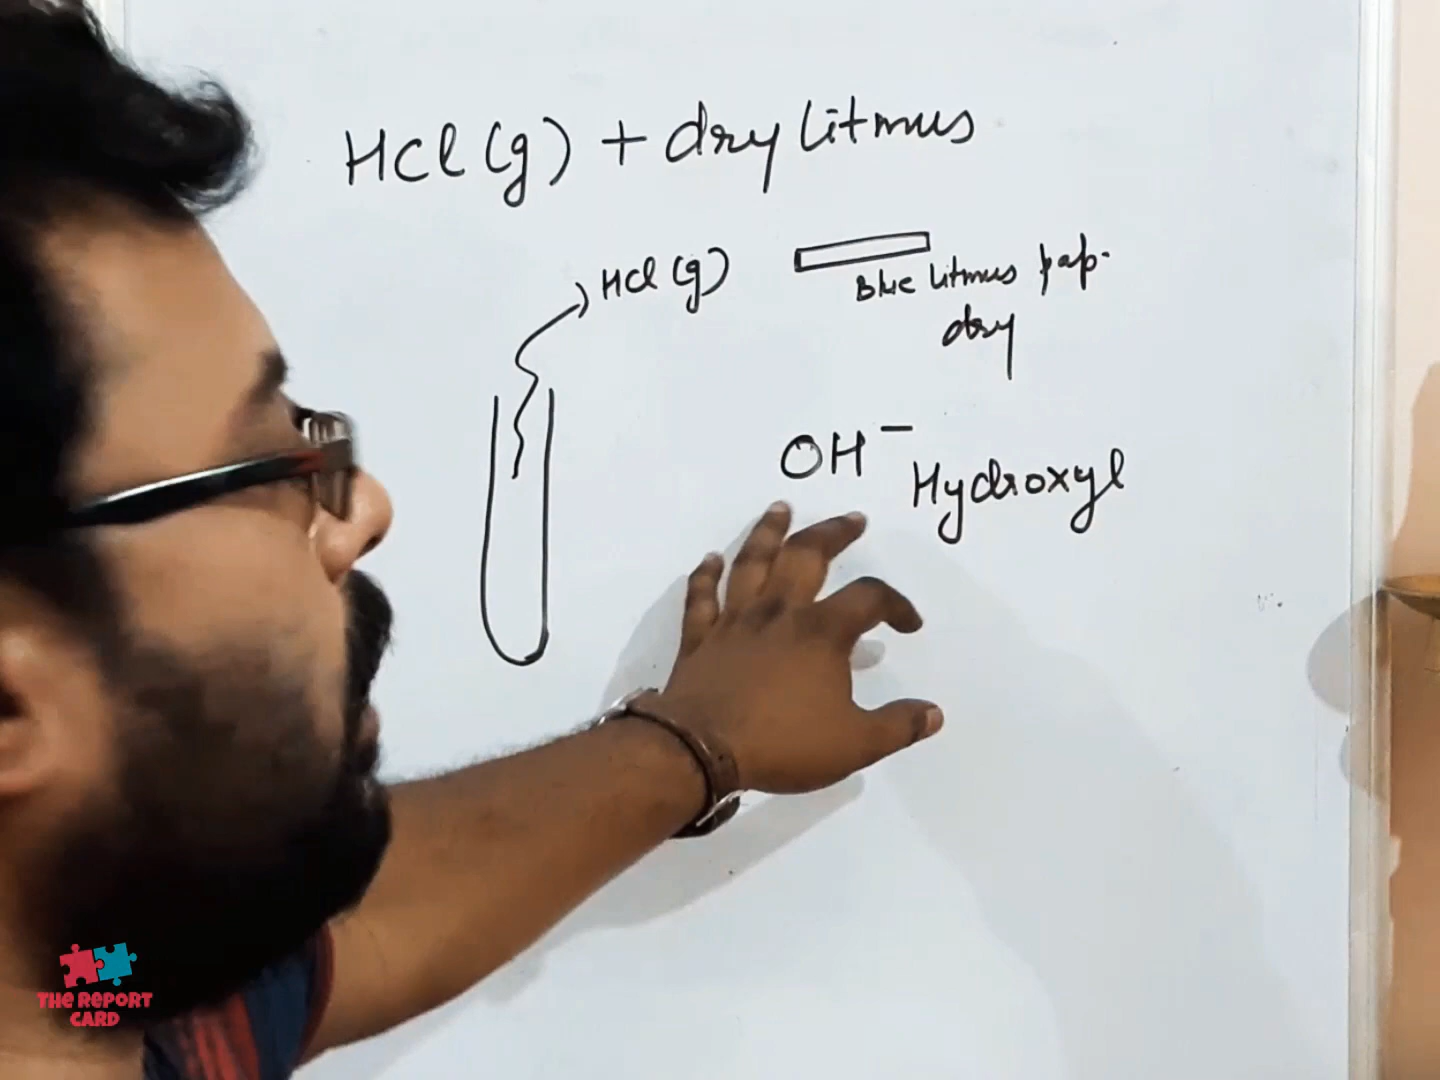 HCl (g) + dry litmus
HCl (g)
Blue litmus pap.
dry
OH⁻ Hydroxyl
THE REPORT
CARD